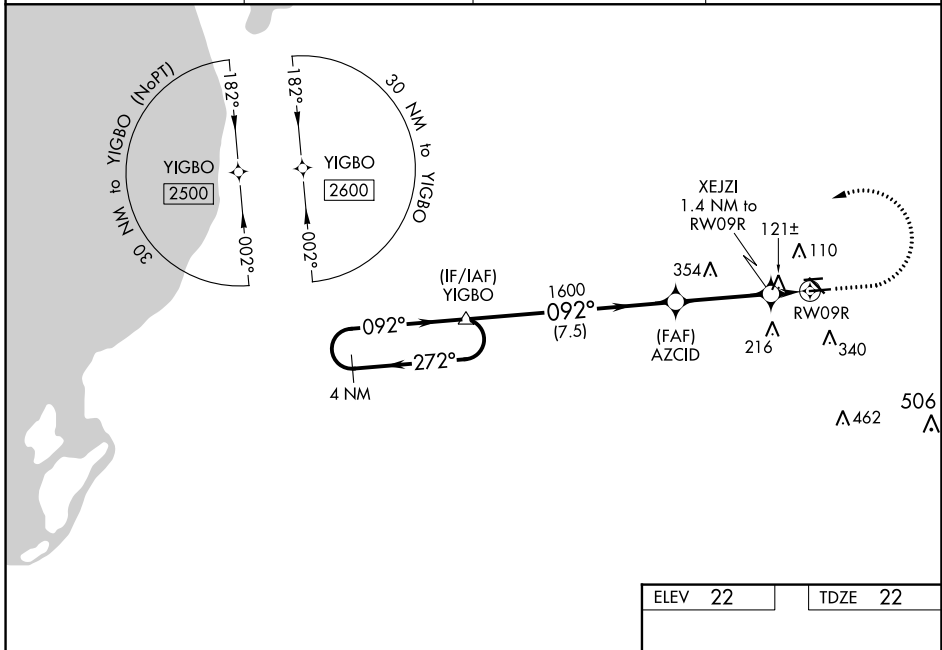 30 NM to YIGBO (NoPT)
182°
YIGBO
2500
002°
182°
YIGBO
2600
002°
30 NM to YIGBO
XEJZI
1.4 NM to
RW09R
121±
110
(IF/IAF)
YIGBO
1600
092°
(7.5)
354
092°
272°
4 NM
(FAF)
AZCID
216
RW09R
340
462
506
ELEV 22
TDZE 22